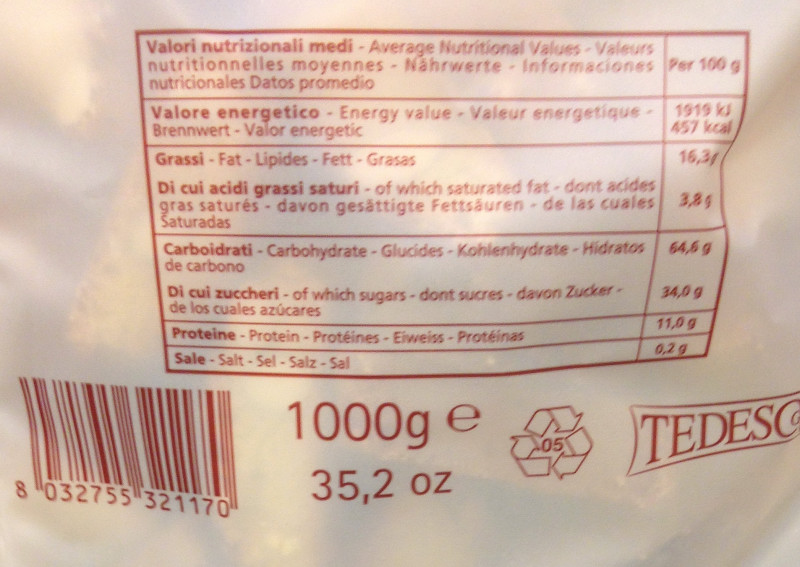 Valori nutrizionali medi - Average Nutritional Values - Valeurs
nutritionnelles moyennes - Nährwerte - Informaciones
nutricionales Datos promedio
Per 100 g
Valore energetico - Energy value - Valeur energetique -
Brennwert - Valor energetic
1919 kJ
457 kcal
Grassi - Fat - Lipides - Fett - Grasas
16,3g
Di cui acidi grassi saturi - of which saturated fat - dont acides
gras saturés - davon gesättigte Fettsäuren - de las cuales
Saturadas
3,8 g
Carboidrati - Carbohydrate - Glucides - Kohlenhydrate - Hidratos
de carbono
64,6 g
Di cui zuccheri - of which sugars - dont sucres - davon Zucker -
de los cuales azúcares
34,0 g
Proteine - Protein - Protéines - Eiweiss - Protéinas
11,0 g
Sale - Salt - Sel - Salz - Sal
0,2 g
1000g e
35,2 oz
05
TEDESCO
8 032755 321170